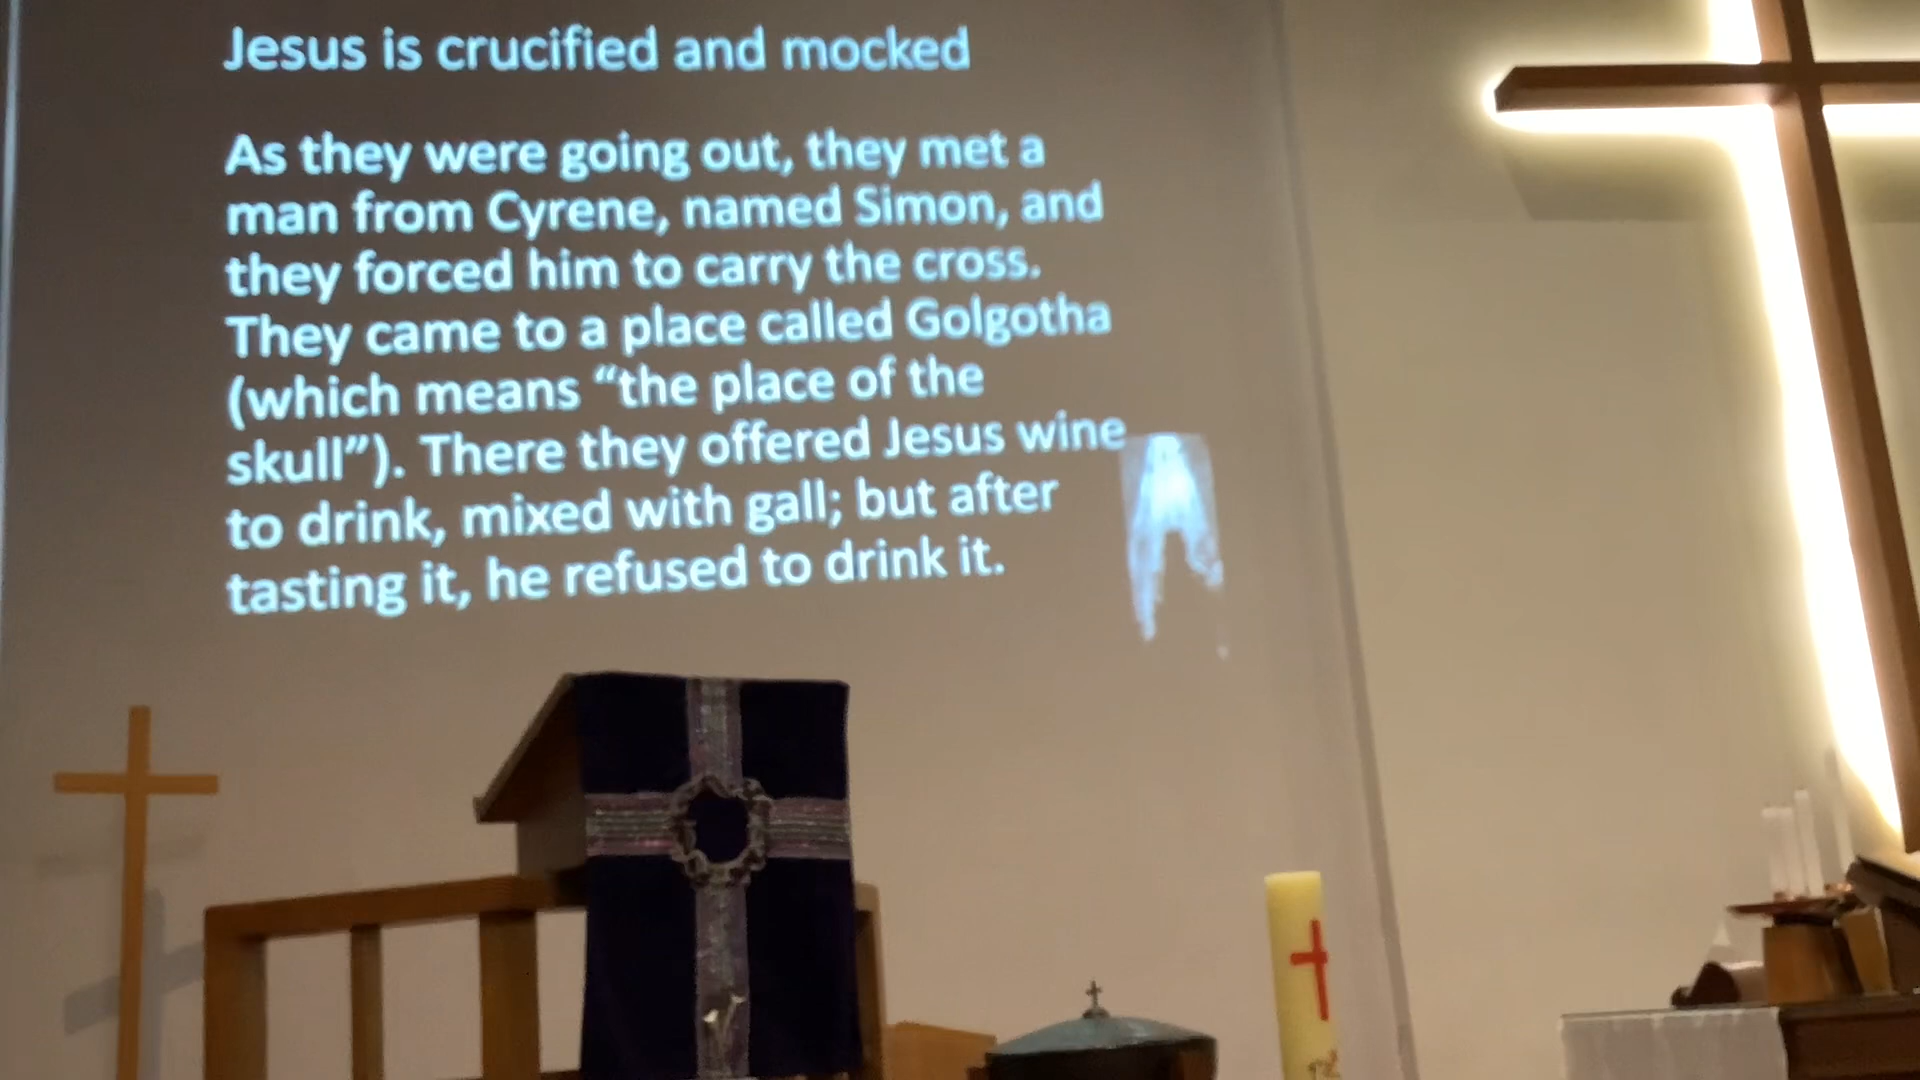 Jesus is crucified and mocked
As they were going out, they met a
man from Cyrene, named Simon, and
they forced him to carry the cross.
They came to a place called Golgotha
(which means “the place of the
skull”). There they offered Jesus wine
to drink, mixed with gall; but after
tasting it, he refused to drink it.